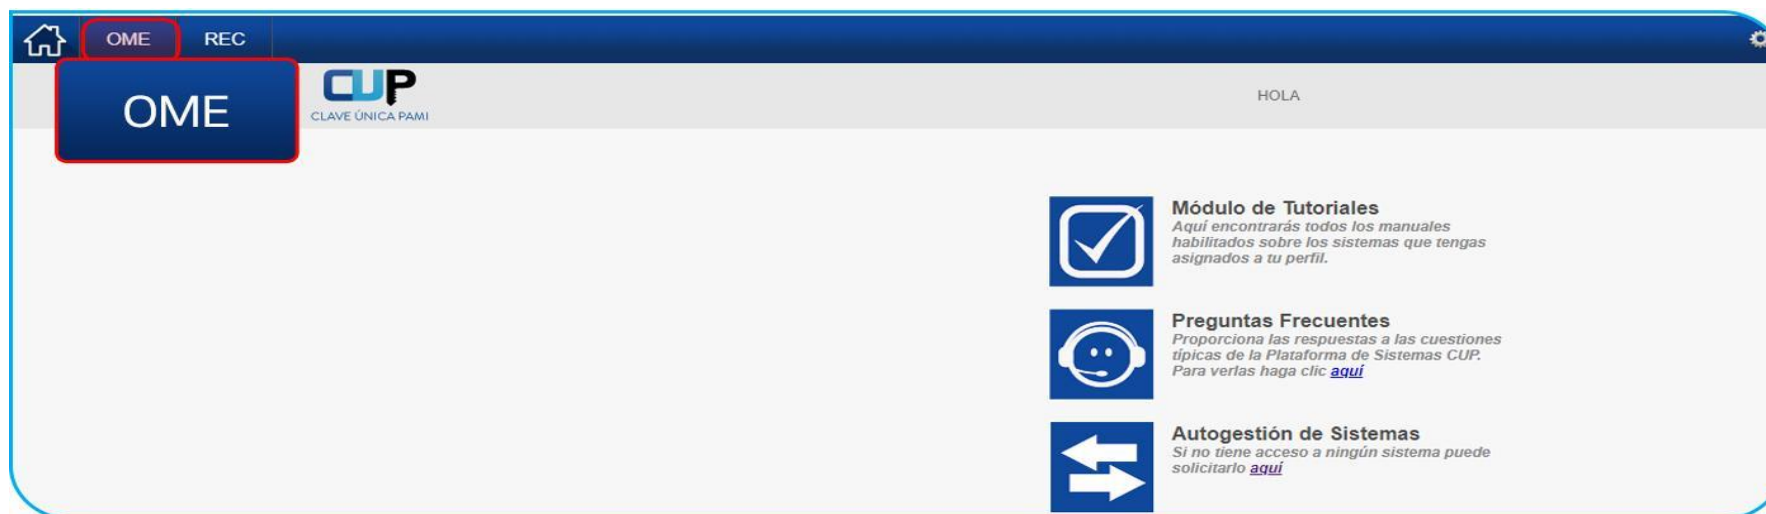 OME
REC
OME
CUP
CLAVE ÚNICA PAMI
HOLA
Módulo de Tutoriales
Aquí encontrarás todos los manuales
habilitados sobre los sistemas que tengas
asignados a tu perfil.
Preguntas Frecuentes
Proporciona las respuestas a las cuestiones
típicas de la Plataforma de Sistemas CUP.
Para verlas haga clic aquí
Autogestión de Sistemas
Si no tiene acceso a ningún sistema puede
solicitarlo aquí